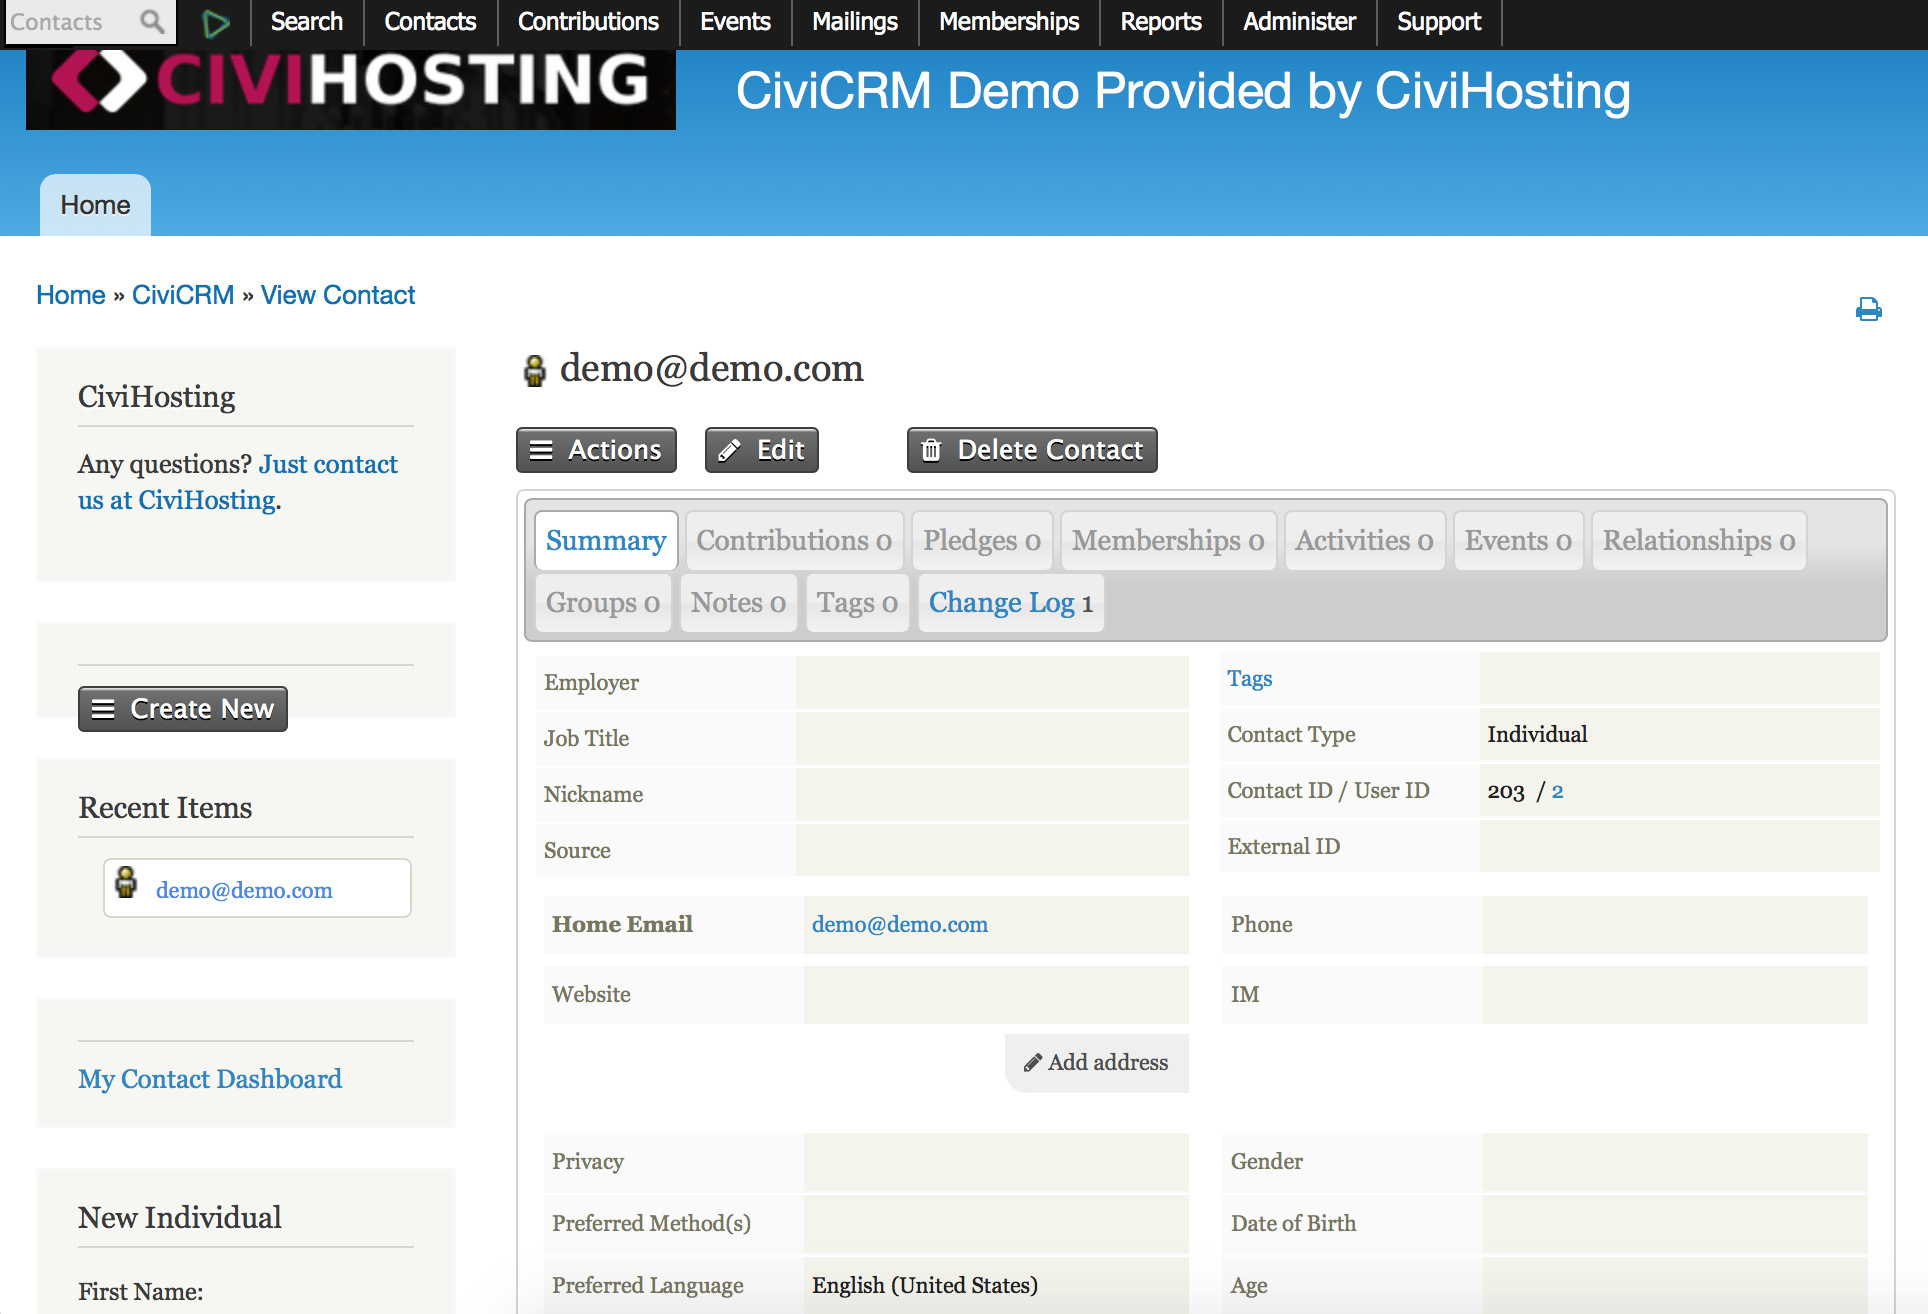 Contacts Search Contacts Contributions Events Mailings Memberships Reports Administer Support
CIVIHOSTING
CiviCRM Demo Provided by CiviHosting
Home
Home » CiviCRM » View Contact
CiviHosting
Any questions? Just contact
us at CiviHosting.
Create New
Recent Items
demo@demo.com
My Contact Dashboard
New Individual
First Name:
demo@demo.com
Actions Edit Delete Contact
Summary Contributions 0 Pledges 0 Memberships 0 Activities 0 Events 0 Relationships 0
Groups 0 Notes 0 Tags 0 Change Log 1
Employer
Job Title
Nickname
Source
Tags
Contact Type Individual
Contact ID / User ID 203 / 2
External ID
Home Email demo@demo.com
Website
Phone
IM
Add address
Privacy
Preferred Method(s)
Preferred Language English (United States)
Gender
Date of Birth
Age